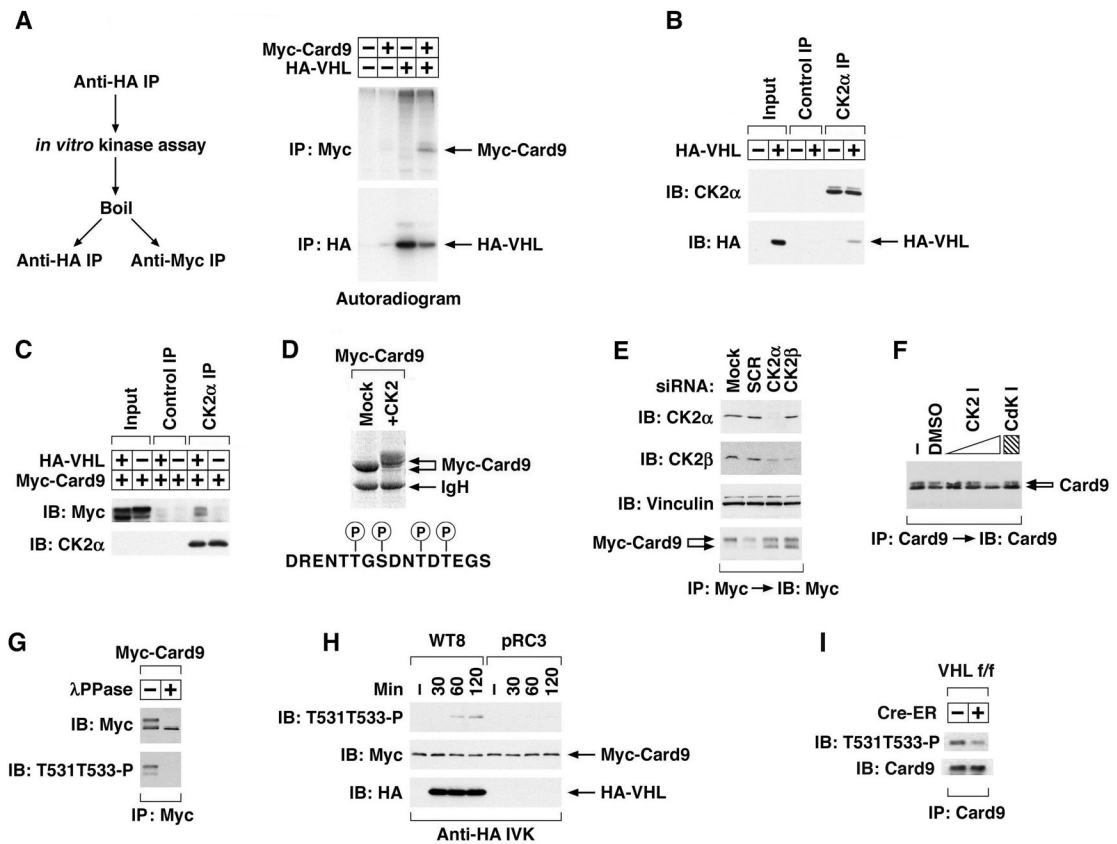 A
Anti-HA IP
in vitro kinase assay
Boil
Anti-HA IP Anti-Myc IP
Myc-Card9 − + − +
HA-VHL − − + +
IP: Myc
Myc-Card9
IP: HA
HA-VHL
Autoradiogram
B
Input Control IP CK2α IP
HA-VHL − + − + − +
IB: CK2α
IB: HA
HA-VHL
C
Input Control IP CK2α IP
HA-VHL + − + − + −
Myc-Card9 + + + + + +
IB: Myc
IB: CK2α
D
Myc-Card9
Mock +CK2
Myc-Card9
IgH
P P P P
DRENTTGSDNTDTEGS
E
siRNA: Mock SCR CK2α CK2β
IB: CK2α
IB: CK2β
IB: Vinculin
Myc-Card9
IP: Myc → IB: Myc
F
− DMSO CK2 I CdK I
Card9
IP: Card9 → IB: Card9
G
Myc-Card9
λPPase − +
IB: Myc
IB: T531T533-P
IP: Myc
H
WT8 pRC3
Min − 30 60 120 − 30 60 120
IB: T531T533-P
IB: Myc
Myc-Card9
IB: HA
HA-VHL
Anti-HA IVK
I
VHL f/f
Cre-ER − +
IB: T531T533-P
IB: Card9
IP: Card9